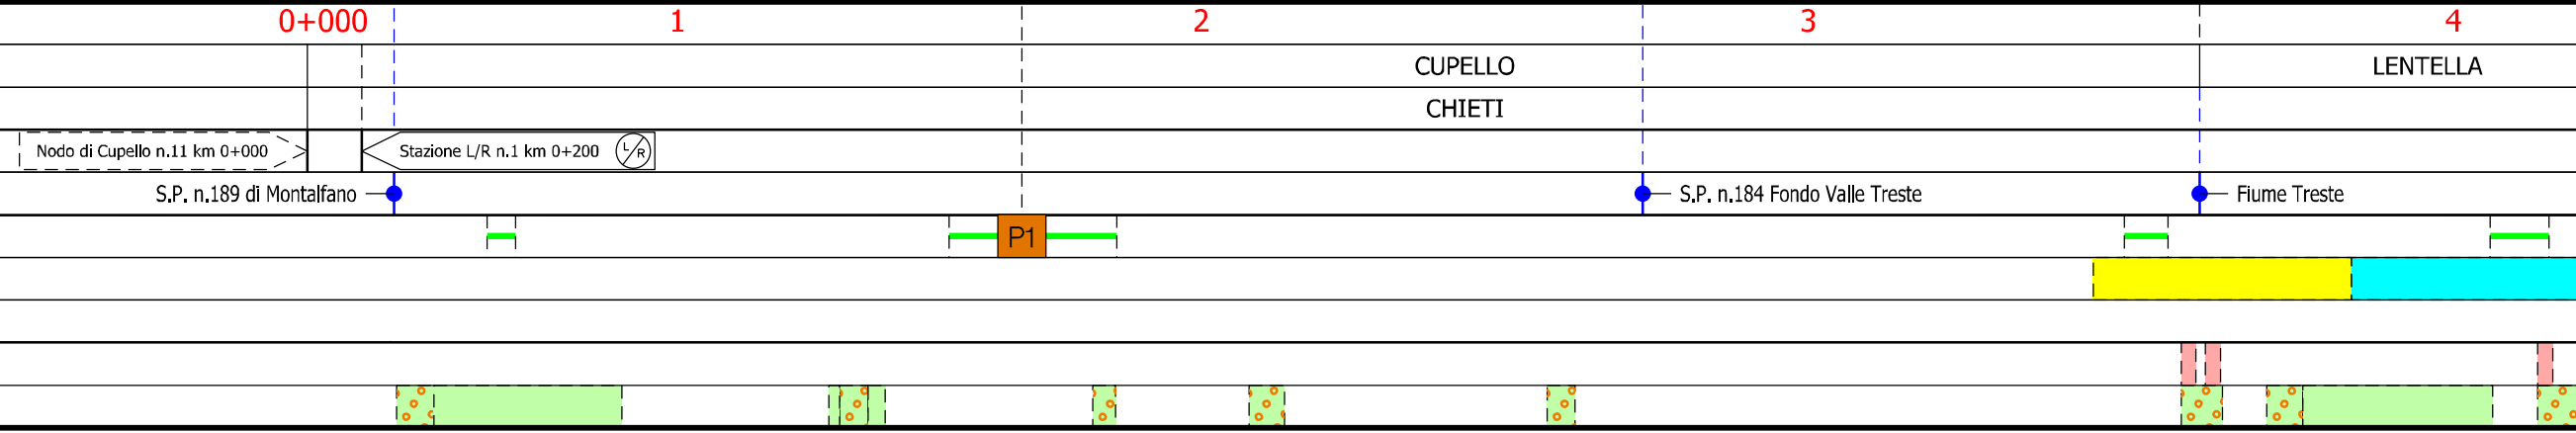 0+000 1 2 3 4
CUPELLO LENTELLA
CHIETI
Nodo di Cupello n.11 km 0+000 Stazione L/R n.1 km 0+200 L/R
S.P. n.189 di Montalfano S.P. n.184 Fondo Valle Treste Fiume Treste
P1